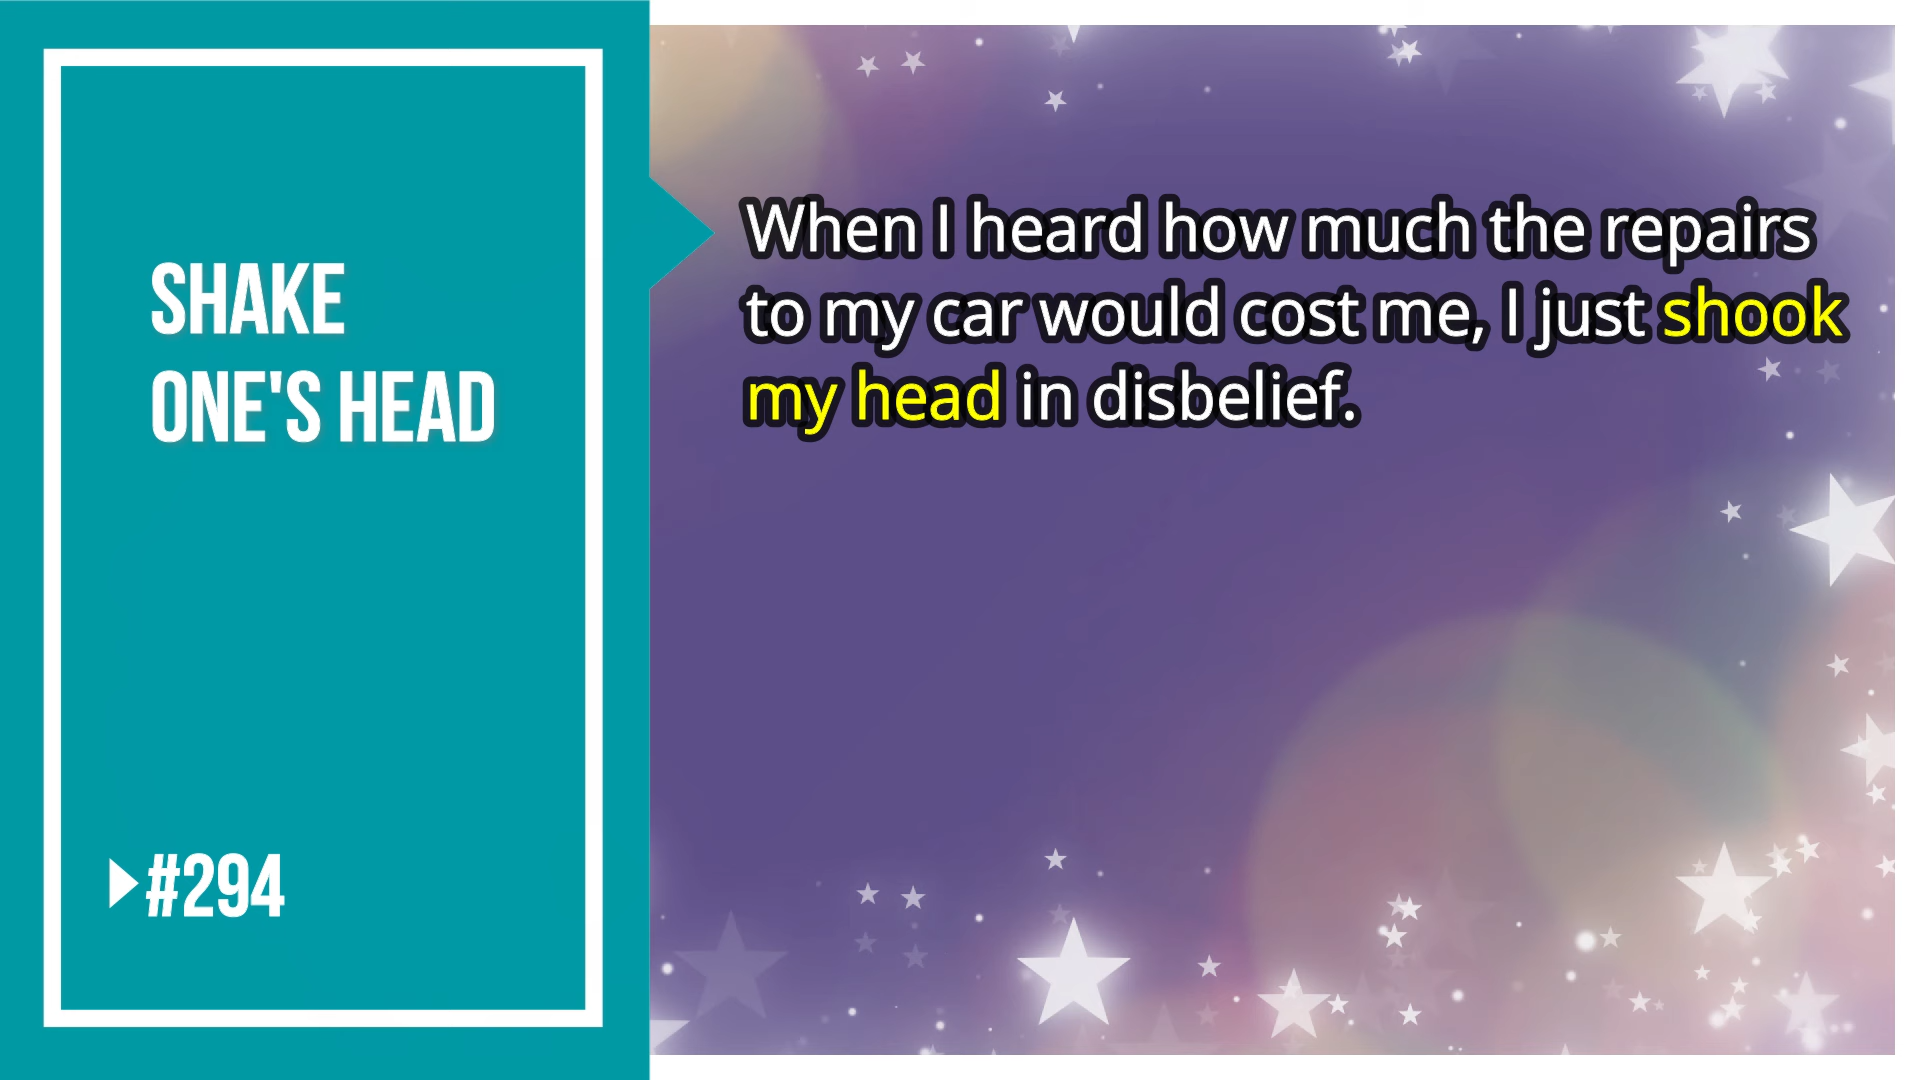 SHAKE
ONE'S HEAD
#294
When I heard how much the repairs
to my car would cost me, I just shook
my head in disbelief.